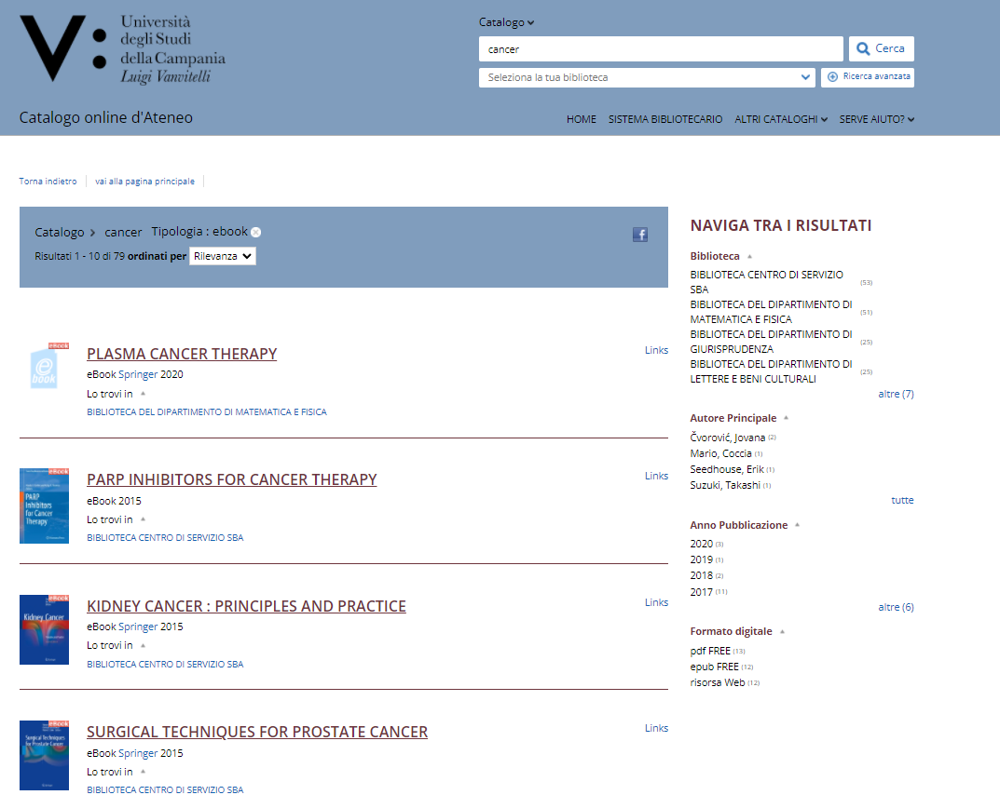 Università
degli Studi
della Campania
Luigi Vanvitelli
Catalogo online d'Ateneo
Catalogo
cancer
Cerca
Seleziona la tua biblioteca
Ricerca avanzata
HOME SISTEMA BIBLIOTECARIO ALTRI CATALOGHI SERVE AIUTO?
Torna indietro vai alla pagina principale
Catalogo > cancer Tipologia : ebook
Risultati 1 - 10 di 79 ordinati per Rilevanza
eBook
e
book
PLASMA CANCER THERAPY
Links
eBook Springer 2020
Lo trovi in
BIBLIOTECA DEL DIPARTIMENTO DI MATEMATICA E FISICA
eBook
PARP
Inhibitors
for Cancer
Therapy
PARP INHIBITORS FOR CANCER THERAPY
Links
eBook 2015
Lo trovi in
BIBLIOTECA CENTRO DI SERVIZIO SBA
eBook
Kidney Cancer
KIDNEY CANCER : PRINCIPLES AND PRACTICE
Links
eBook Springer 2015
Lo trovi in
BIBLIOTECA CENTRO DI SERVIZIO SBA
eBook
Surgical Techniques
for Prostate Cancer
SURGICAL TECHNIQUES FOR PROSTATE CANCER
Links
eBook Springer 2015
Lo trovi in
BIBLIOTECA CENTRO DI SERVIZIO SBA
NAVIGA TRA I RISULTATI
Biblioteca
BIBLIOTECA CENTRO DI SERVIZIO
SBA (53)
BIBLIOTECA DEL DIPARTIMENTO DI
MATEMATICA E FISICA (51)
BIBLIOTECA DEL DIPARTIMENTO DI
GIURISPRUDENZA (25)
BIBLIOTECA DEL DIPARTIMENTO DI
LETTERE E BENI CULTURALI (25)
altre (7)
Autore Principale
Čvorović, Jovana (2)
Mario, Coccia (1)
Seedhouse, Erik (1)
Suzuki, Takashi (1)
tutte
Anno Pubblicazione
2020 (3)
2019 (1)
2018 (2)
2017 (11)
altre (6)
Formato digitale
pdf FREE (13)
epub FREE (12)
risorsa Web (12)